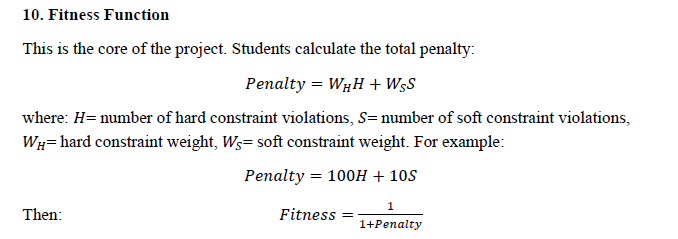 10. Fitness Function
This is the core of the project. Students calculate the total penalty:
Penalty = W_H H + W_S S
where: H= number of hard constraint violations, S= number of soft constraint violations,
W_H= hard constraint weight, W_S= soft constraint weight. For example:
Penalty = 100H + 10S
Then: Fitness = 1/(1+Penalty)